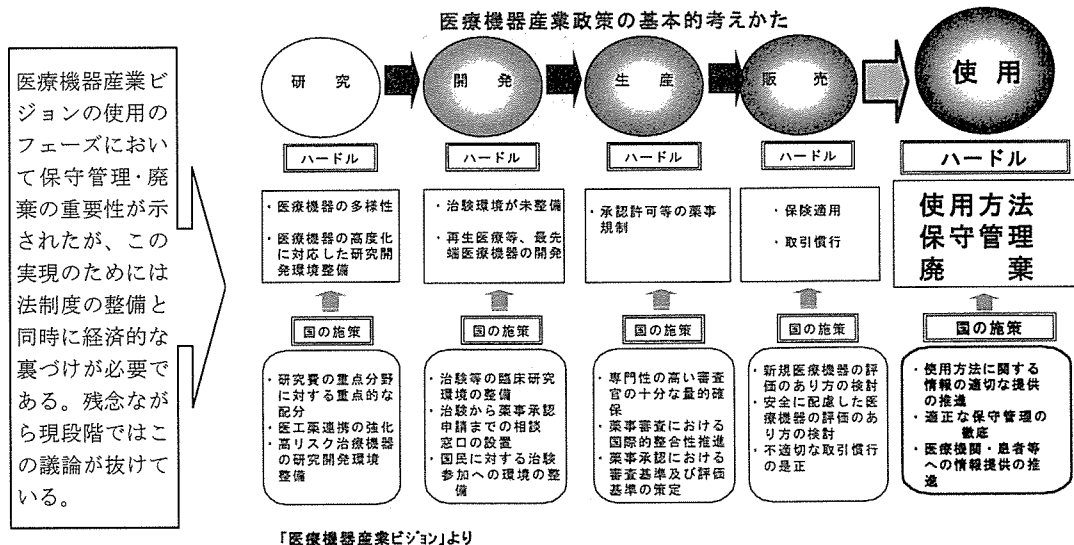 医療機器産業政策の基本的考えかた
医療機器産業ビ
ジョンの使用の
フェーズにおい
て保守管理・廃
棄の重要性が示
されたが、この
実現のためには
法制度の整備と
同時に経済的な
裏づけが必要で
ある。残念なが
ら現段階ではこ
の議論が抜けて
いる。
研 究
開 発
生 産
販 売
使 用
ハードル
ハードル
ハードル
ハードル
ハードル
・医療機器の多様性
・医療機器の高度化
に対応した研究開
発環境整備
・治験環境が未整備
・再生医療等、最先
端医療機器の開発
・承認許可等の薬事
規制
・保険適用
・取引慣行
使用方法
保守管理
廃 棄
国の施策
国の施策
国の施策
国の施策
国の施策
・研究費の重点分野
に対する重点的な
配分
・医工薬連携の強化
・高リスク治療機器
の研究開発環境
整備
・治験等の臨床研究
環境の整備
・治験から薬事承認
申請までの相談
窓口の設置
・国民に対する治験
参加への環境の整
備
・専門性の高い審査
官の十分な量的確
保
・薬事審査における
国際的整合性推進
・薬事承認における
審査基準及び評価
基準の策定
・新規医療機器の評
価のあり方の検討
・安全に配慮した医
療機器の評価のあ
り方の検討
・不適切な取引慣行
の是正
・使用方法に関する
情報の適切な提供
の推進
・適正な保守管理の
徹底
・医療機関・患者等
への情報提供の推
進
「医療機器産業ビジョン」より